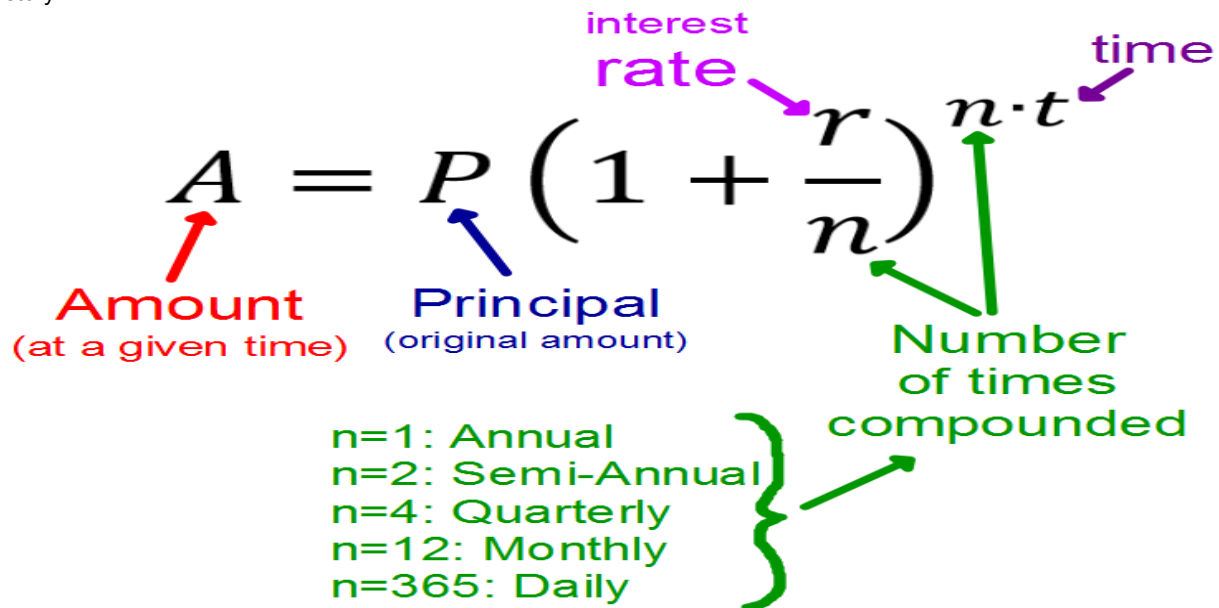 interest
rate
time
A = P (1 + r/n)^n·t
Amount
(at a given time)
Principal
(original amount)
Number
of times
compounded
n=1: Annual
n=2: Semi-Annual
n=4: Quarterly
n=12: Monthly
n=365: Daily